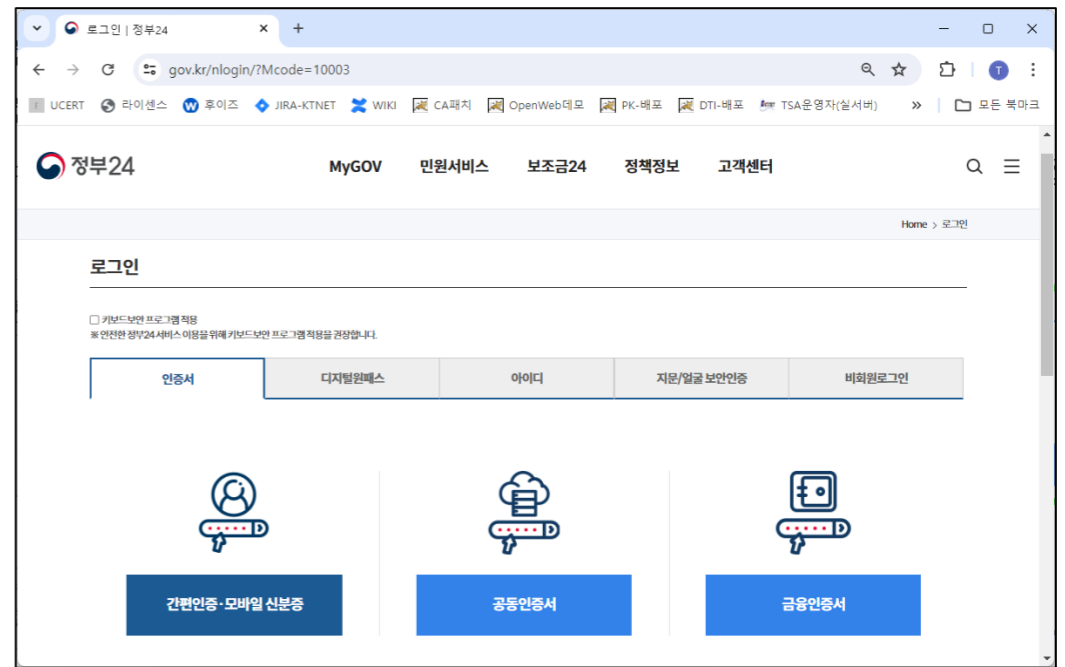 로그인 | 정부24
gov.kr/nlogin/?Mcode=10003
T
UCERT 라이센스 후이즈 JIRA-KTNET WIKI CA패치 OpenWeb데모 PK-배포 DTI-배포 TSA운영자(실서버) » 모든 북마크
정부24 MyGOV 민원서비스 보조금24 정책정보 고객센터
Home > 로그인
로그인
키보드보안 프로그램 적용
※ 안전한 정부24 서비스 이용을 위해 키보드보안 프로그램 적용을 권장합니다.
인증서 디지털원패스 아이디 지문/얼굴 보안인증 비회원로그인
간편인증·모바일 신분증 공동인증서 금융인증서